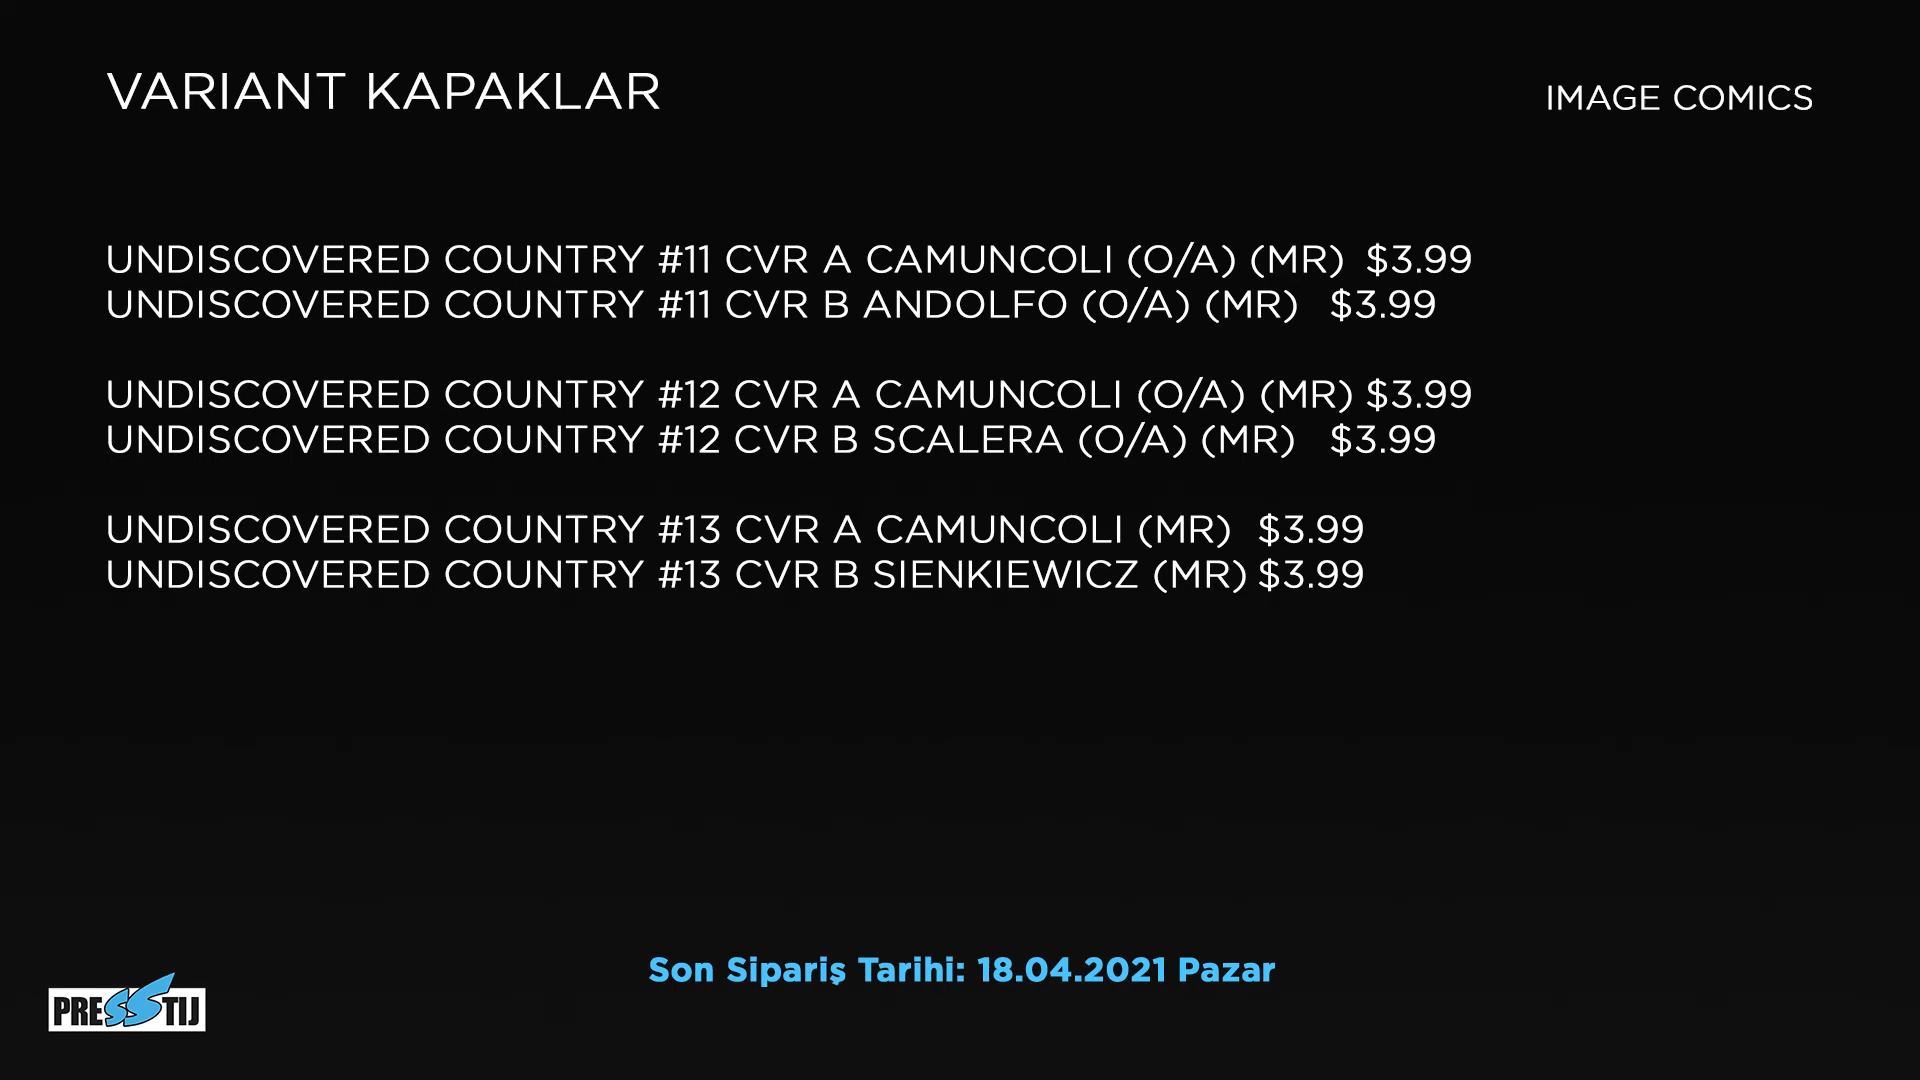 VARIANT KAPAKLAR
IMAGE COMICS
UNDISCOVERED COUNTRY #11 CVR A CAMUNCOLI (O/A) (MR) $3.99
UNDISCOVERED COUNTRY #11 CVR B ANDOLFO (O/A) (MR) $3.99
UNDISCOVERED COUNTRY #12 CVR A CAMUNCOLI (O/A) (MR) $3.99
UNDISCOVERED COUNTRY #12 CVR B SCALERA (O/A) (MR) $3.99
UNDISCOVERED COUNTRY #13 CVR A CAMUNCOLI (MR) $3.99
UNDISCOVERED COUNTRY #13 CVR B SIENKIEWICZ (MR) $3.99
Son Sipariş Tarihi: 18.04.2021 Pazar
PRESSTIJ